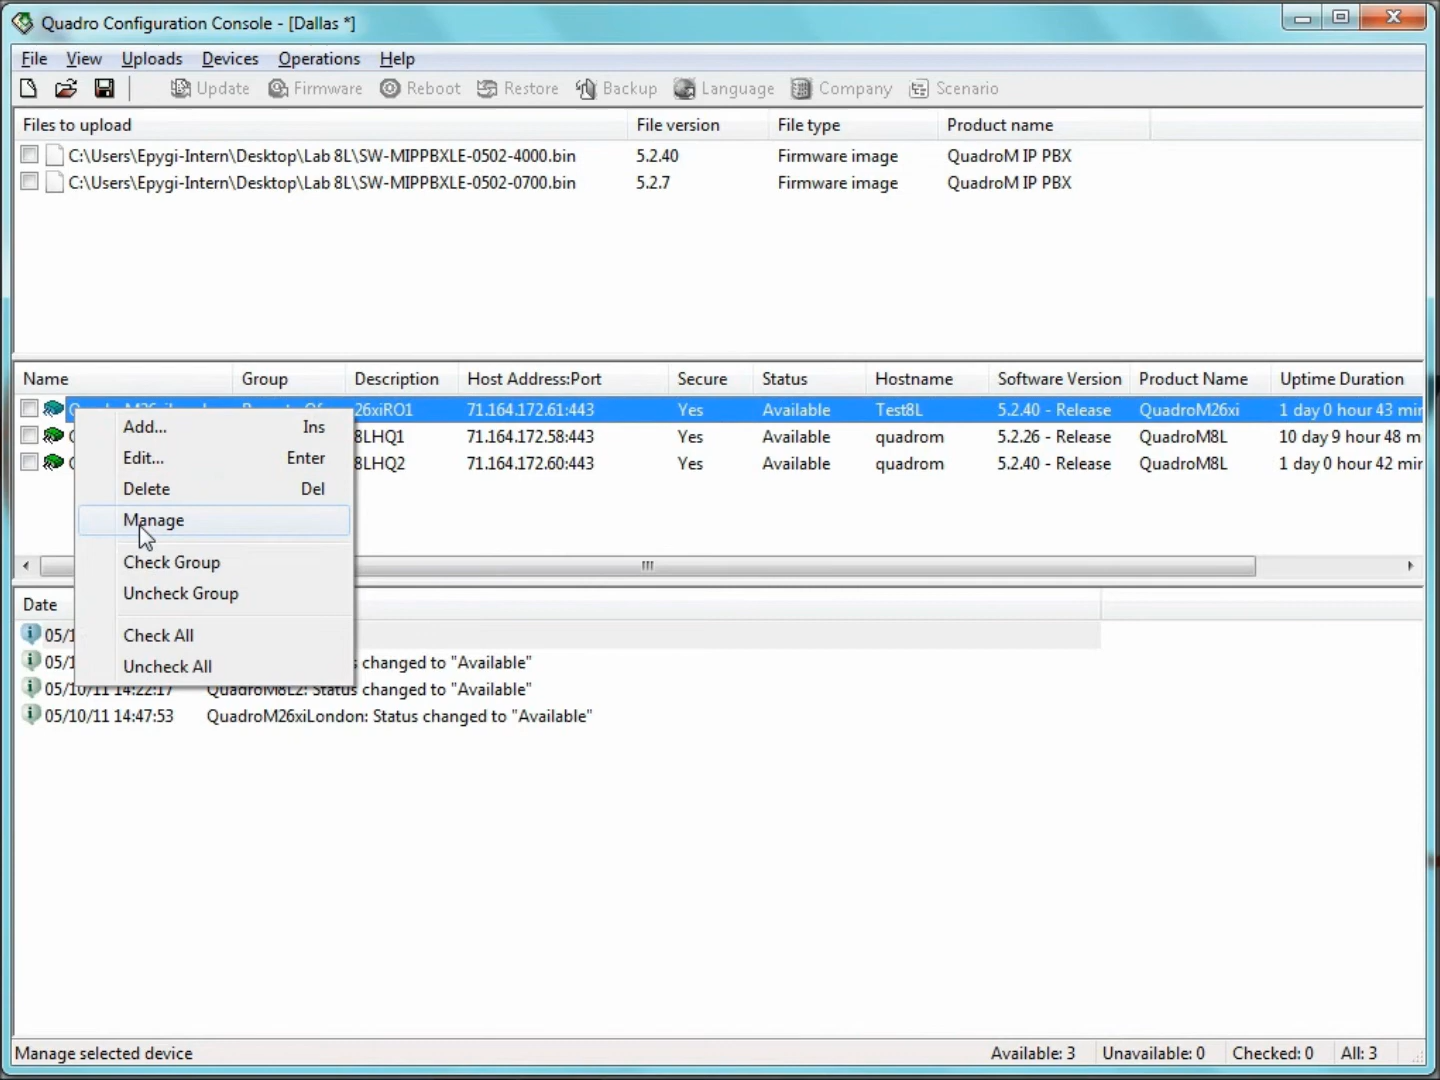 Quadro Configuration Console - [Dallas *]
File View Uploads Devices Operations Help
Update Firmware Reboot Restore Backup Language Company Scenario
Files to upload File version File type Product name
C:\Users\Epygi-Intern\Desktop\Lab 8L\SW-MIPPBXLE-0502-4000.bin 5.2.40 Firmware image QuadroM IP PBX
C:\Users\Epygi-Intern\Desktop\Lab 8L\SW-MIPPBXLE-0502-0700.bin 5.2.7 Firmware image QuadroM IP PBX
Name Group Description Host Address:Port Secure Status Hostname Software Version Product Name Uptime Duration
26xiRO1 71.164.172.61:443 Yes Available Test8L 5.2.40 - Release QuadroM26xi 1 day 0 hour 43 min
8LHQ1 71.164.172.58:443 Yes Available quadrom 5.2.26 - Release QuadroM8L 10 day 9 hour 48 m
8LHQ2 71.164.172.60:443 Yes Available quadrom 5.2.40 - Release QuadroM8L 1 day 0 hour 42 min
Add... Ins
Edit... Enter
Delete Del
Manage
Check Group
Uncheck Group
Check All
Uncheck All
Date
05/1
05/1 changed to "Available"
05/10/11 14:22:17 QuadroM8L2: Status changed to "Available"
05/10/11 14:47:53 QuadroM26xiLondon: Status changed to "Available"
Manage selected device Available: 3 Unavailable: 0 Checked: 0 All: 3